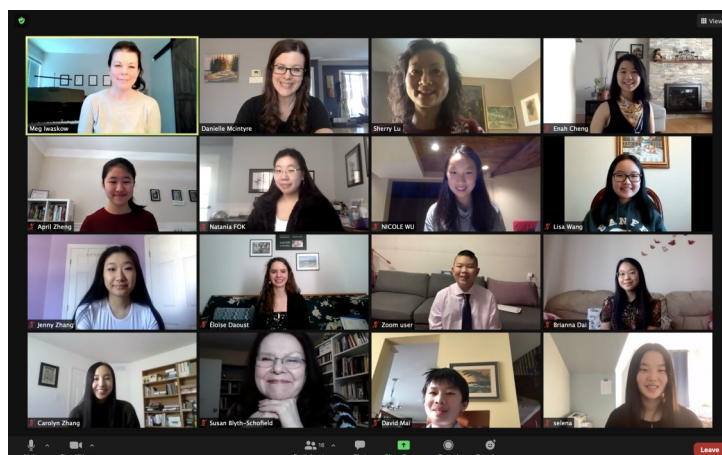 View
Meg Iwaskow
Danielle Mcintyre
Sherry Lu
Enah Cheng
April Zheng
Natania FOK
NICOLE WU
Lisa Wang
Jenny Zhang
Éloïse Daoust
Zoom user
Brianna Dai
Carolyn Zhang
Susan Blyth-Schofield
David Mai
selena
16
Leave